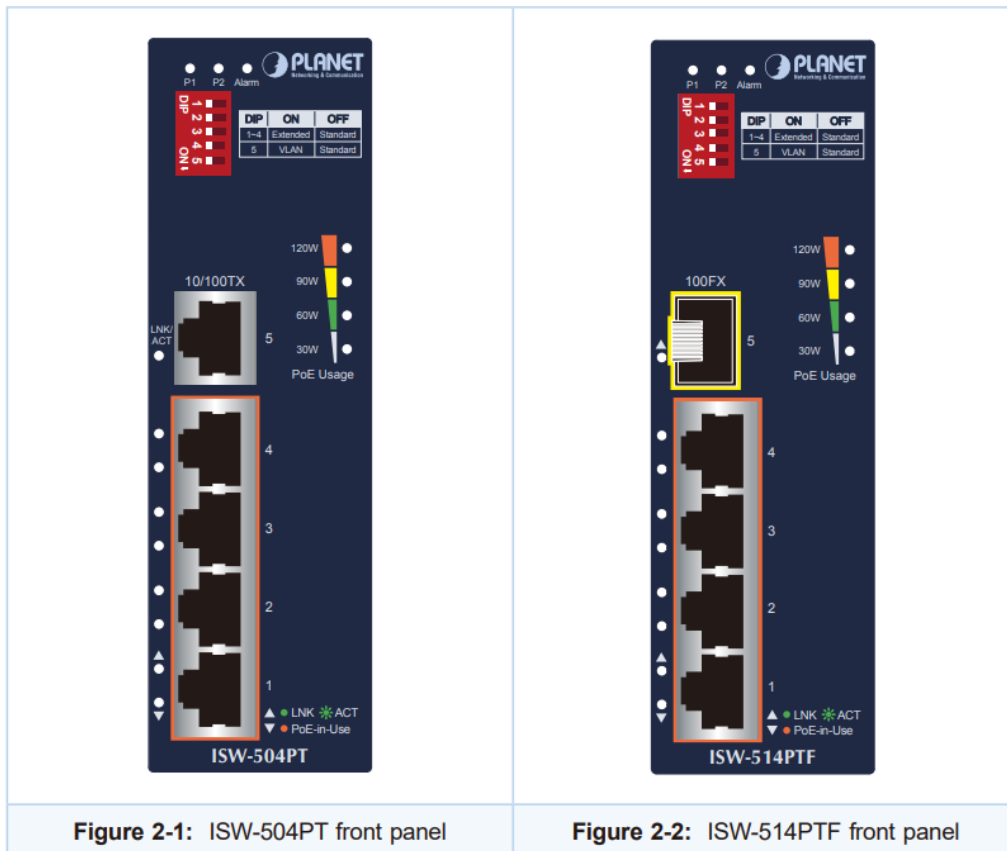 PLANET
Networking & Communication
P1 P2 Alarm
DIP
1 2 3 4 5
ON
DIP ON OFF
1~4 Extended Standard
5 VLAN Standard
120W
90W
60W
30W
PoE Usage
10/100TX
LNK/
ACT
5
4
3
2
1
▲ LNK ACT
▼ PoE-in-Use
ISW-504PT
Figure 2-1: ISW-504PT front panel
PLANET
Networking & Communication
P1 P2 Alarm
DIP
1 2 3 4 5
ON
DIP ON OFF
1~4 Extended Standard
5 VLAN Standard
120W
90W
60W
30W
PoE Usage
100FX
5
4
3
2
1
▲ LNK ACT
▼ PoE-in-Use
ISW-514PTF
Figure 2-2: ISW-514PTF front panel